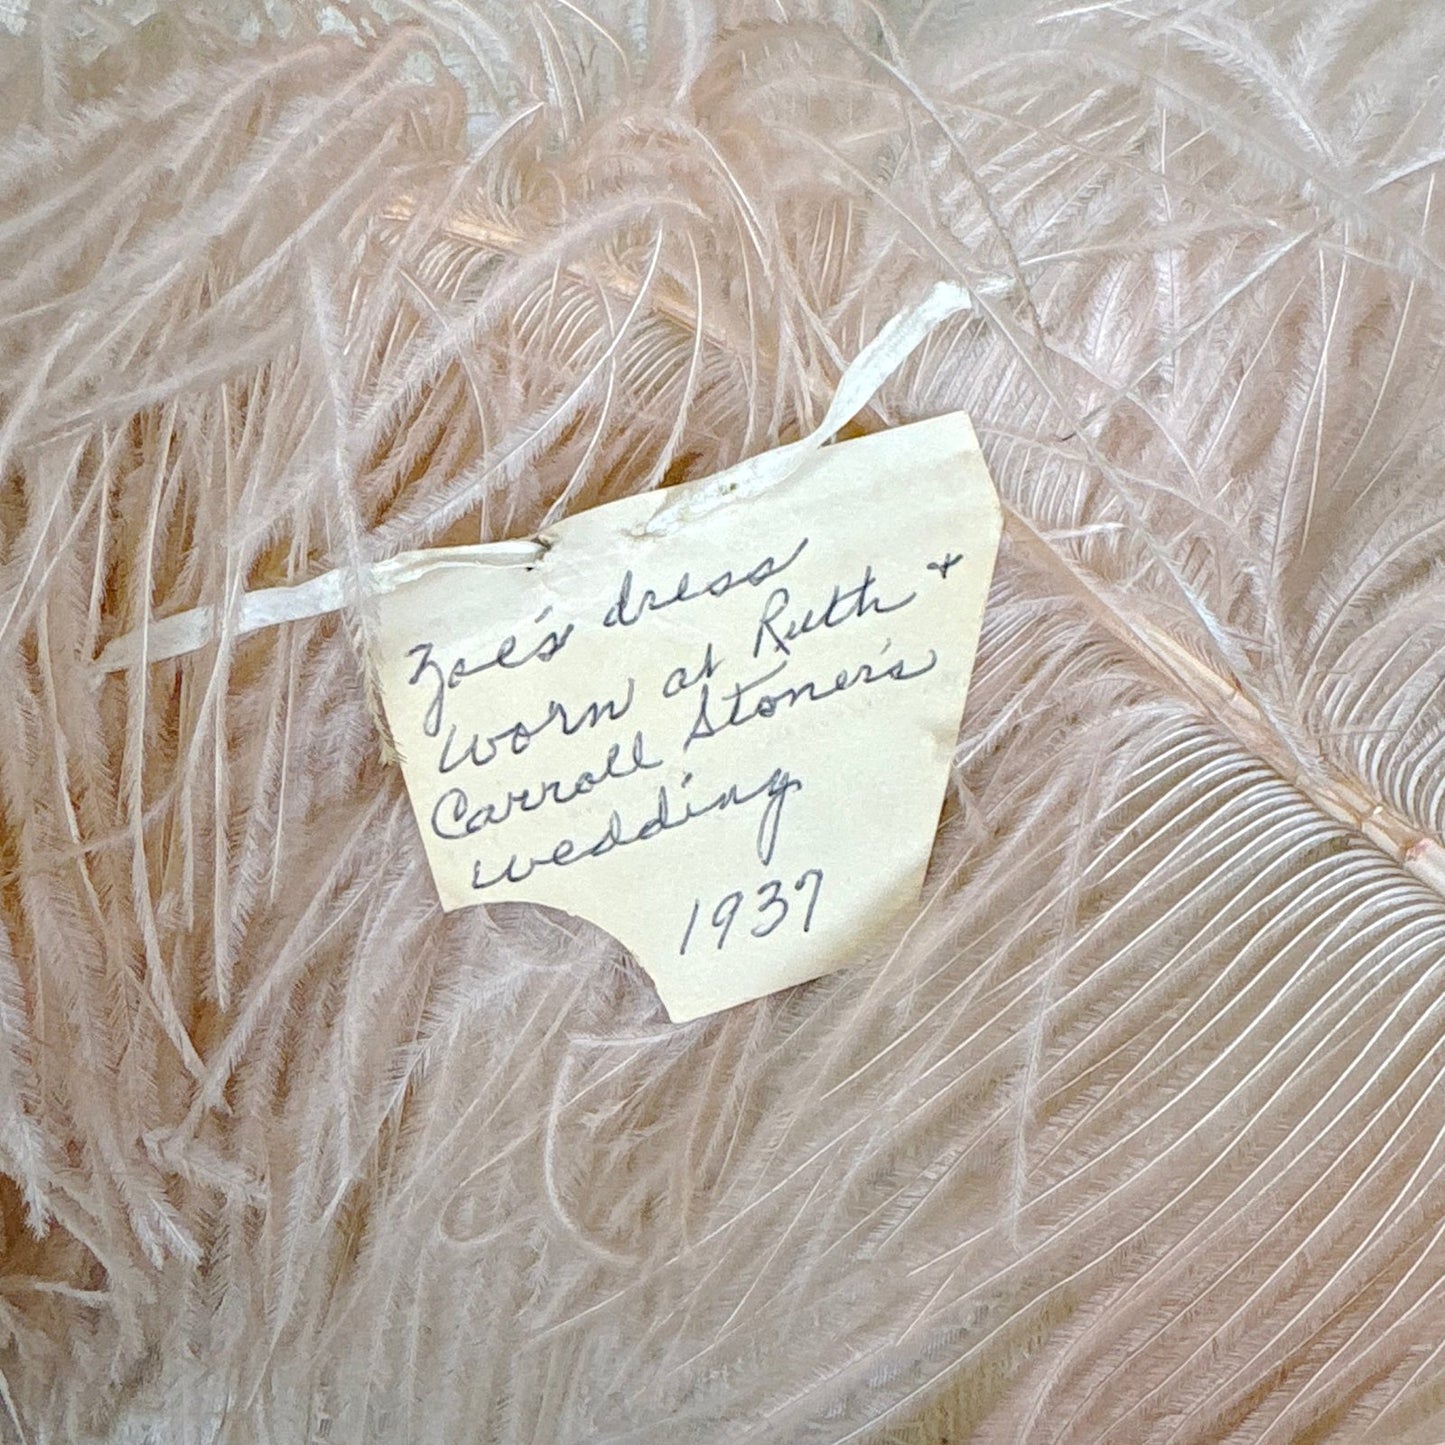 Zoe's dress
worn at Ruth +
Carroll Stoner's
wedding
1937